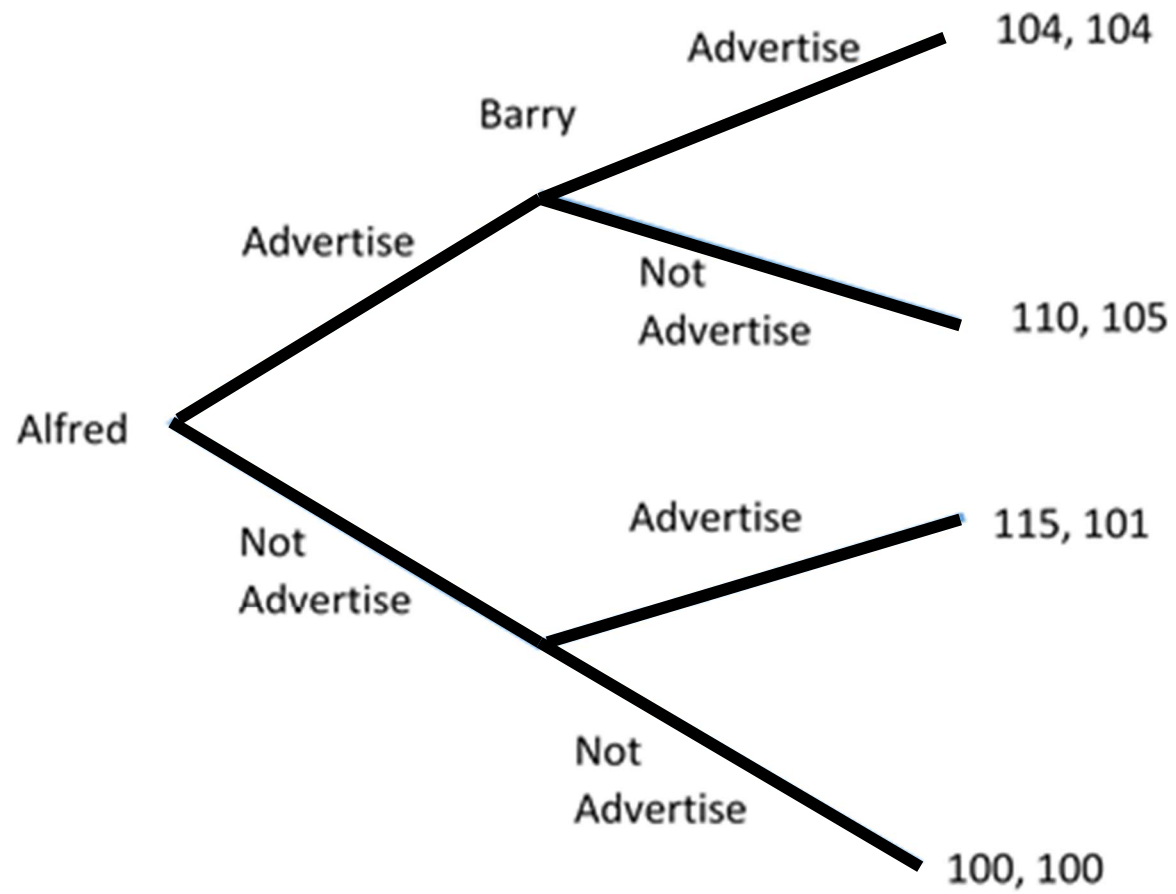 Advertise
104, 104
Barry
Advertise
Not
Advertise
110, 105
Alfred
Not
Advertise
Advertise
115, 101
Not
Advertise
100, 100